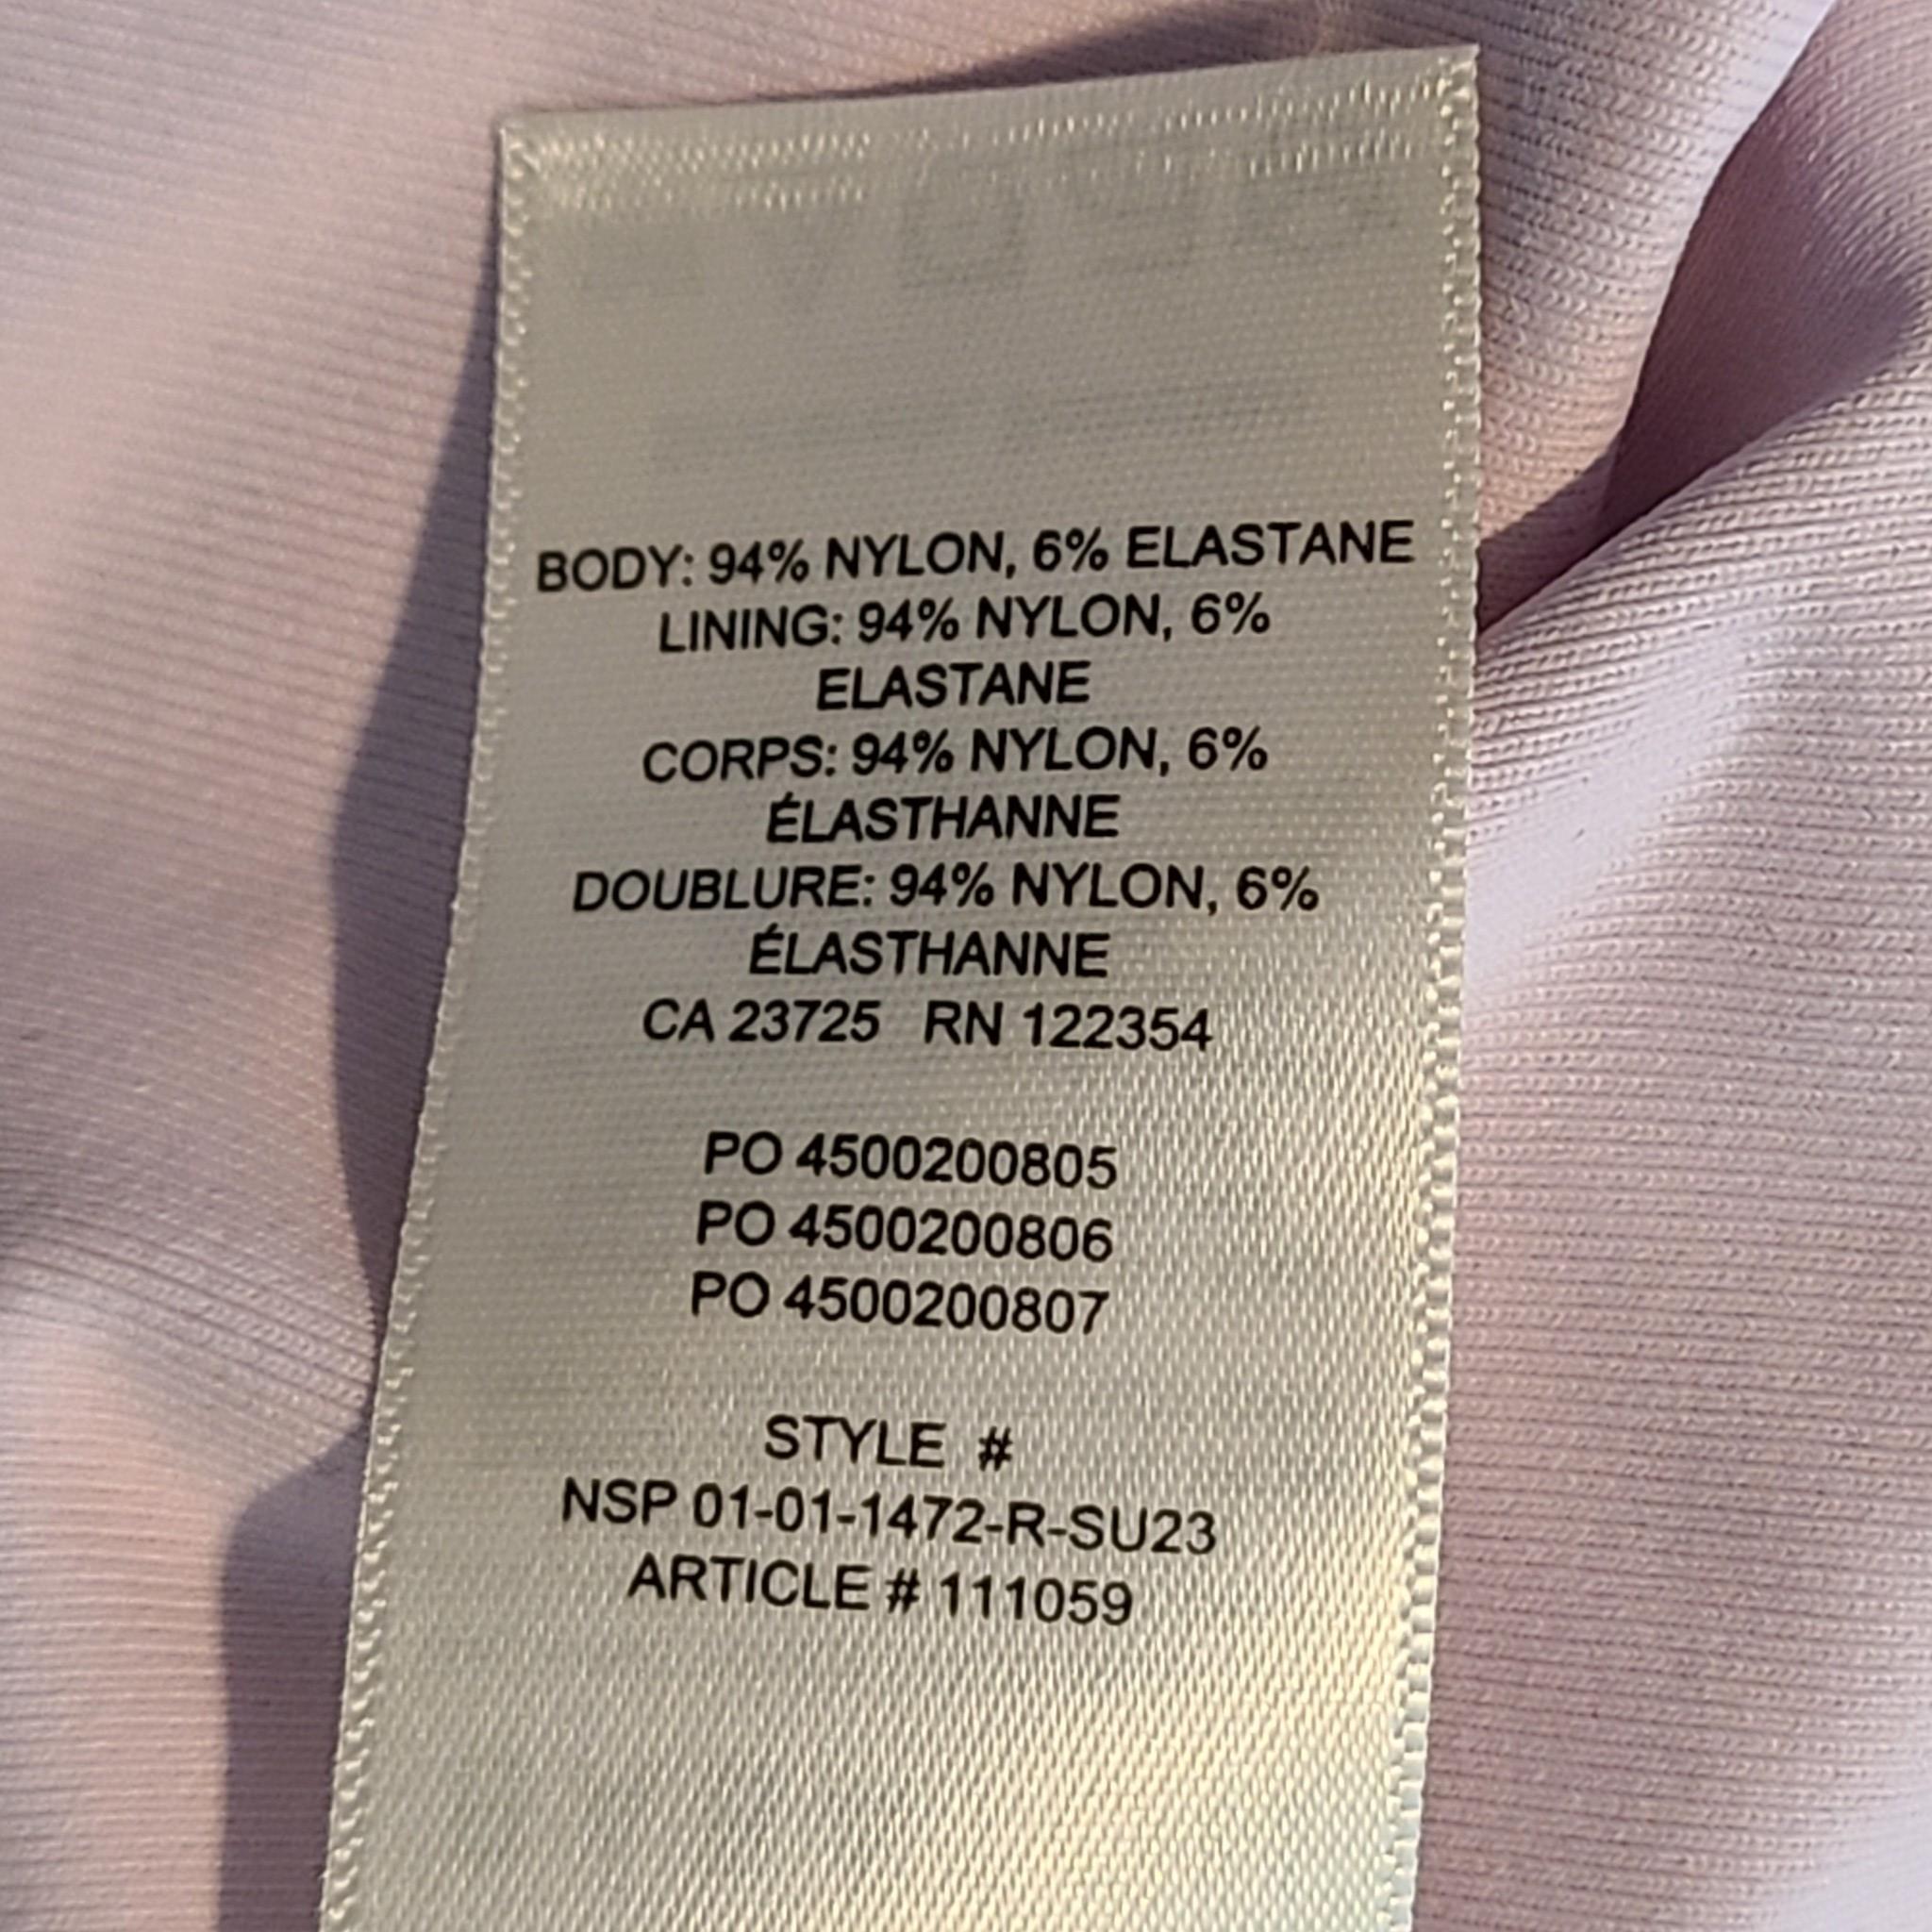 BODY: 94% NYLON, 6% ELASTANE
LINING: 94% NYLON, 6%
ELASTANE
CORPS: 94% NYLON, 6%
ÉLASTHANNE
DOUBLURE: 94% NYLON, 6%
ÉLASTHANNE
CA 23725 RN 122354
PO 4500200805
PO 4500200806
PO 4500200807
STYLE #
NSP 01-01-1472-R-SU23
ARTICLE # 111059